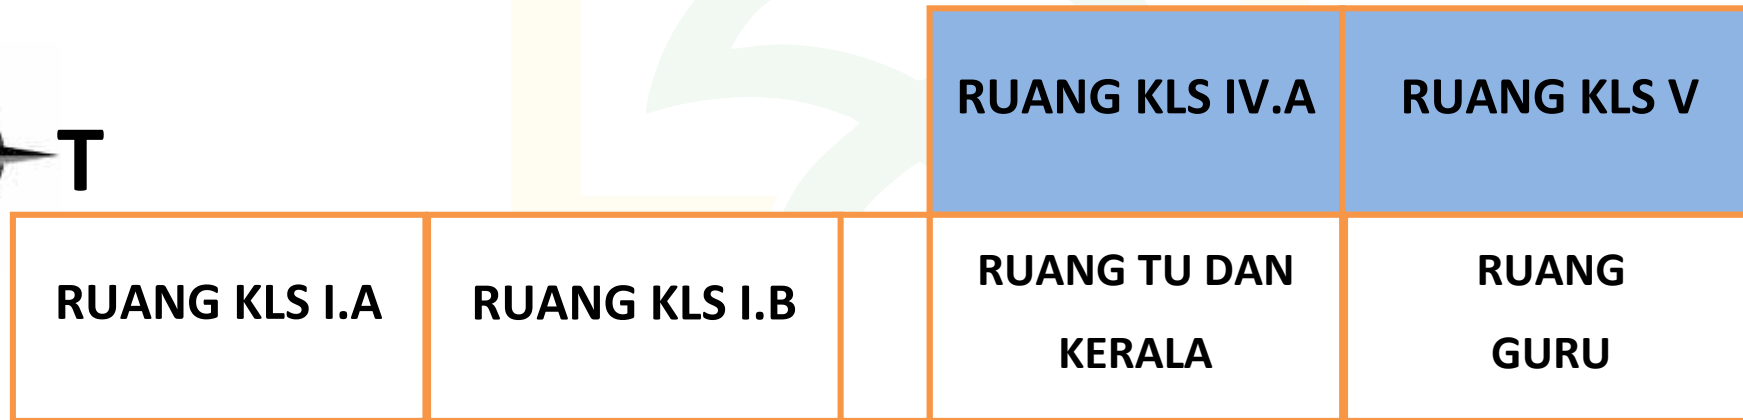 RUANG KLS IV.A
RUANG KLS V
T
RUANG KLS I.A
RUANG KLS I.B
RUANG TU DAN
KERALA
RUANG
GURU